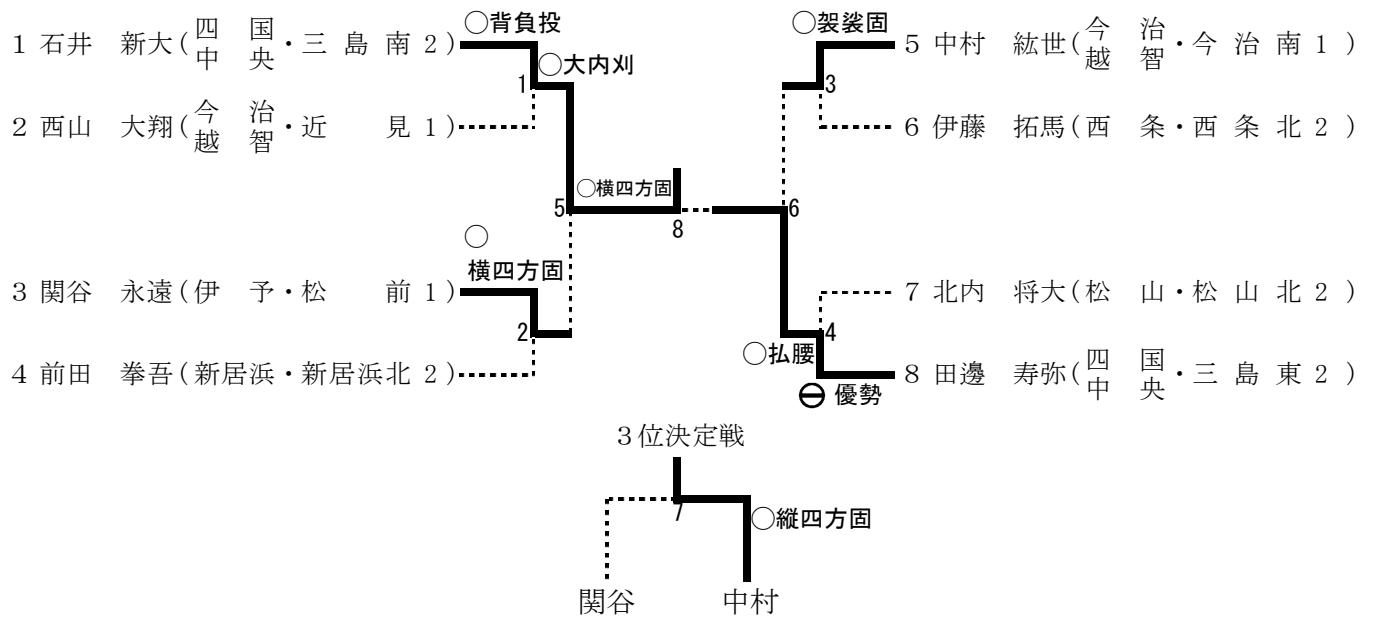 ○背負投
1 石井 新大(四国中央・三島南2)
○大内刈
1
2 西山 大翔(今治越智・近見1)
○横四方固
5
8
○
横四方固
3 関谷 永遠(伊予・松前1)
2
4 前田 拳吾(新居浜・新居浜北2)
○袈裟固
5 中村 紘世(今治越智・今治南1)
3
6 伊藤 拓馬(西条・西条北2)
6
7 北内 将大(松山・松山北2)
4
○払腰
8 田邊 寿弥(四国中央・三島東2)
⊖ 優勢
3位決定戦
7
○縦四方固
関谷 中村